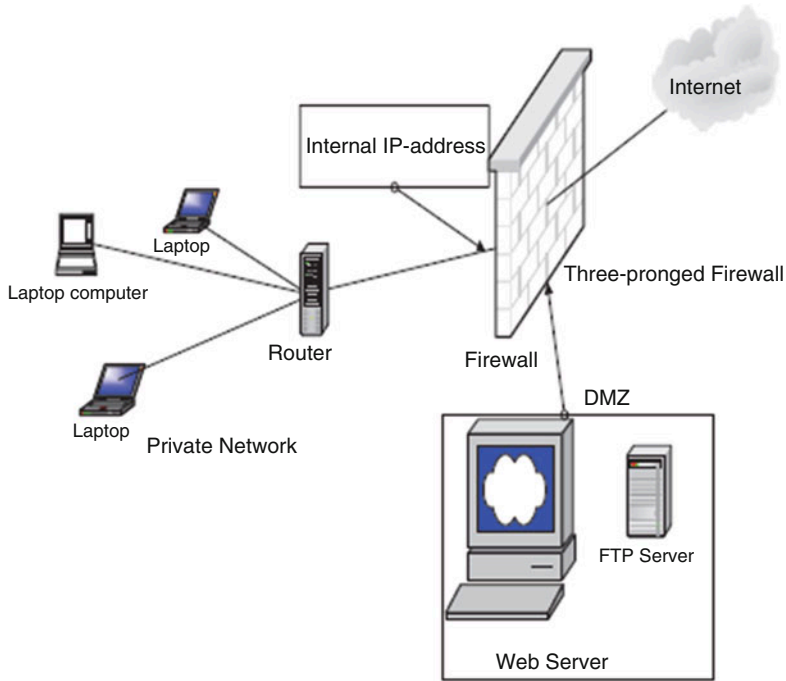 Internet
Internal IP-address
Laptop
Laptop computer
Three-pronged Firewall
Router
Firewall
DMZ
Laptop
Private Network
FTP Server
Web Server